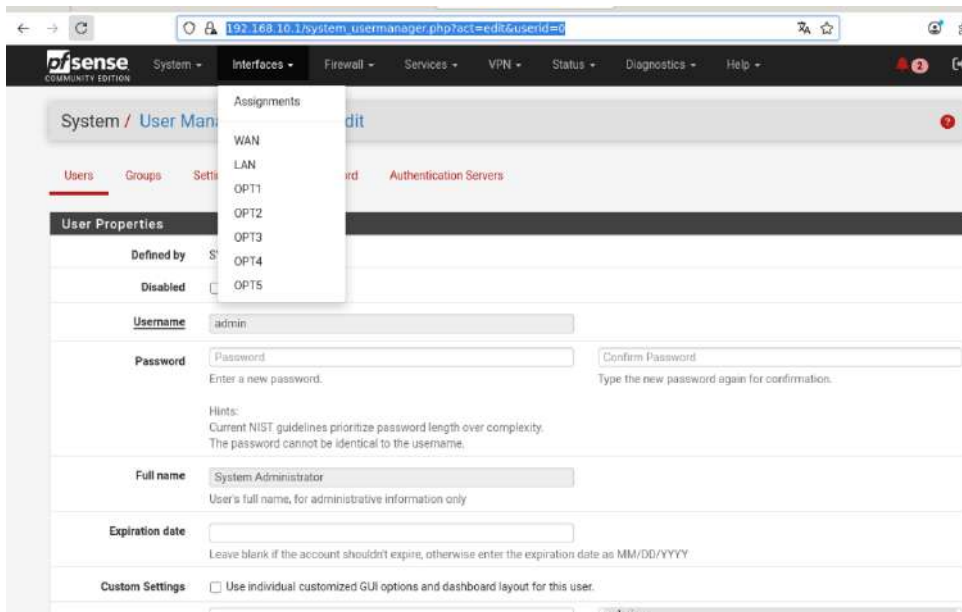 192.168.10.1/system_usermanager.php?act=edit&userid=0
pfsense
COMMUNITY EDITION
System
Interfaces
Firewall
Services
VPN
Status
Diagnostics
Help
2
Assignments
WAN
LAN
OPT1
OPT2
OPT3
OPT4
OPT5
System / User
Users
Groups
Authentication Servers
User Properties
Defined by
Disabled
Username
admin
Password
Password
Confirm Password
Enter a new password.
Type the new password again for confirmation.
Hints:
Current NIST guidelines prioritize password length over complexity.
The password cannot be identical to the username.
Full name
System Administrator
User's full name, for administrative information only
Expiration date
Leave blank if the account shouldn't expire, otherwise enter the expiration date as MM/DD/YYYY
Custom Settings
Use individual customized GUI options and dashboard layout for this user.